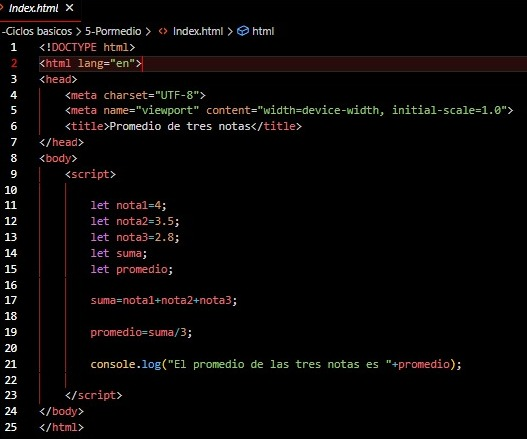 Index.html ×
-Ciclos basicos > 5-Pormedio > <> Index.html > html
1 <!DOCTYPE html>
2 <html lang="en">
3 <head>
4 <meta charset="UTF-8">
5 <meta name="viewport" content="width=device-width, initial-scale=1.0">
6 <title>Promedio de tres notas</title>
7 </head>
8 <body>
9 <script>
10
11 let nota1=4;
12 let nota2=3.5;
13 let nota3=2.8;
14 let suma;
15 let promedio;
16
17 suma=nota1+nota2+nota3;
18
19 promedio=suma/3;
20
21 console.log("El promedio de las tres notas es "+promedio);
22
23 </script>
24 </body>
25 </html>